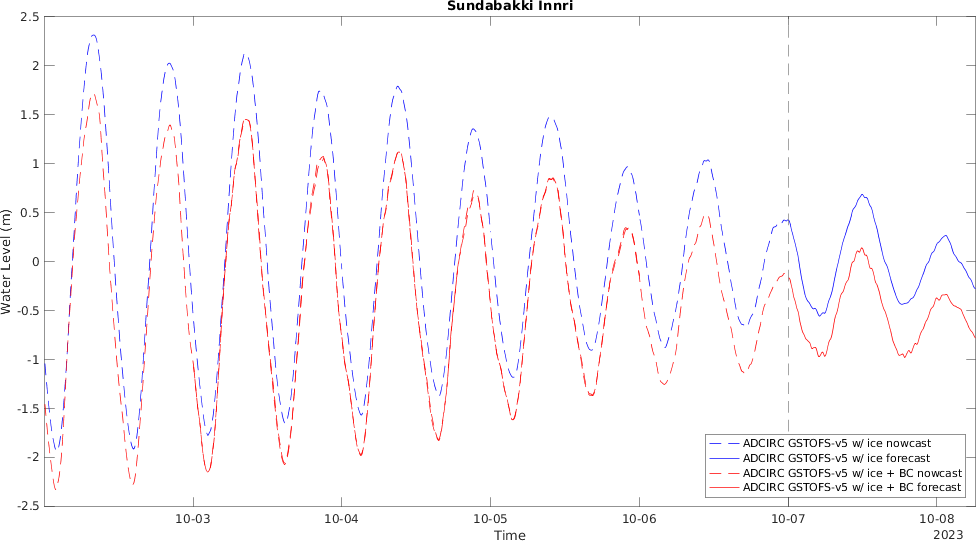 Sundabakki Innri
2.5
2
1.5
1
0.5
0
-0.5
-1
-1.5
-2
-2.5
Water Level (m)
10-03 10-04 10-05 10-06 10-07 10-08
Time
2023
ADCIRC GSTOFS-v5 w/ ice nowcast
ADCIRC GSTOFS-v5 w/ ice forecast
ADCIRC GSTOFS-v5 w/ ice + BC nowcast
ADCIRC GSTOFS-v5 w/ ice + BC forecast